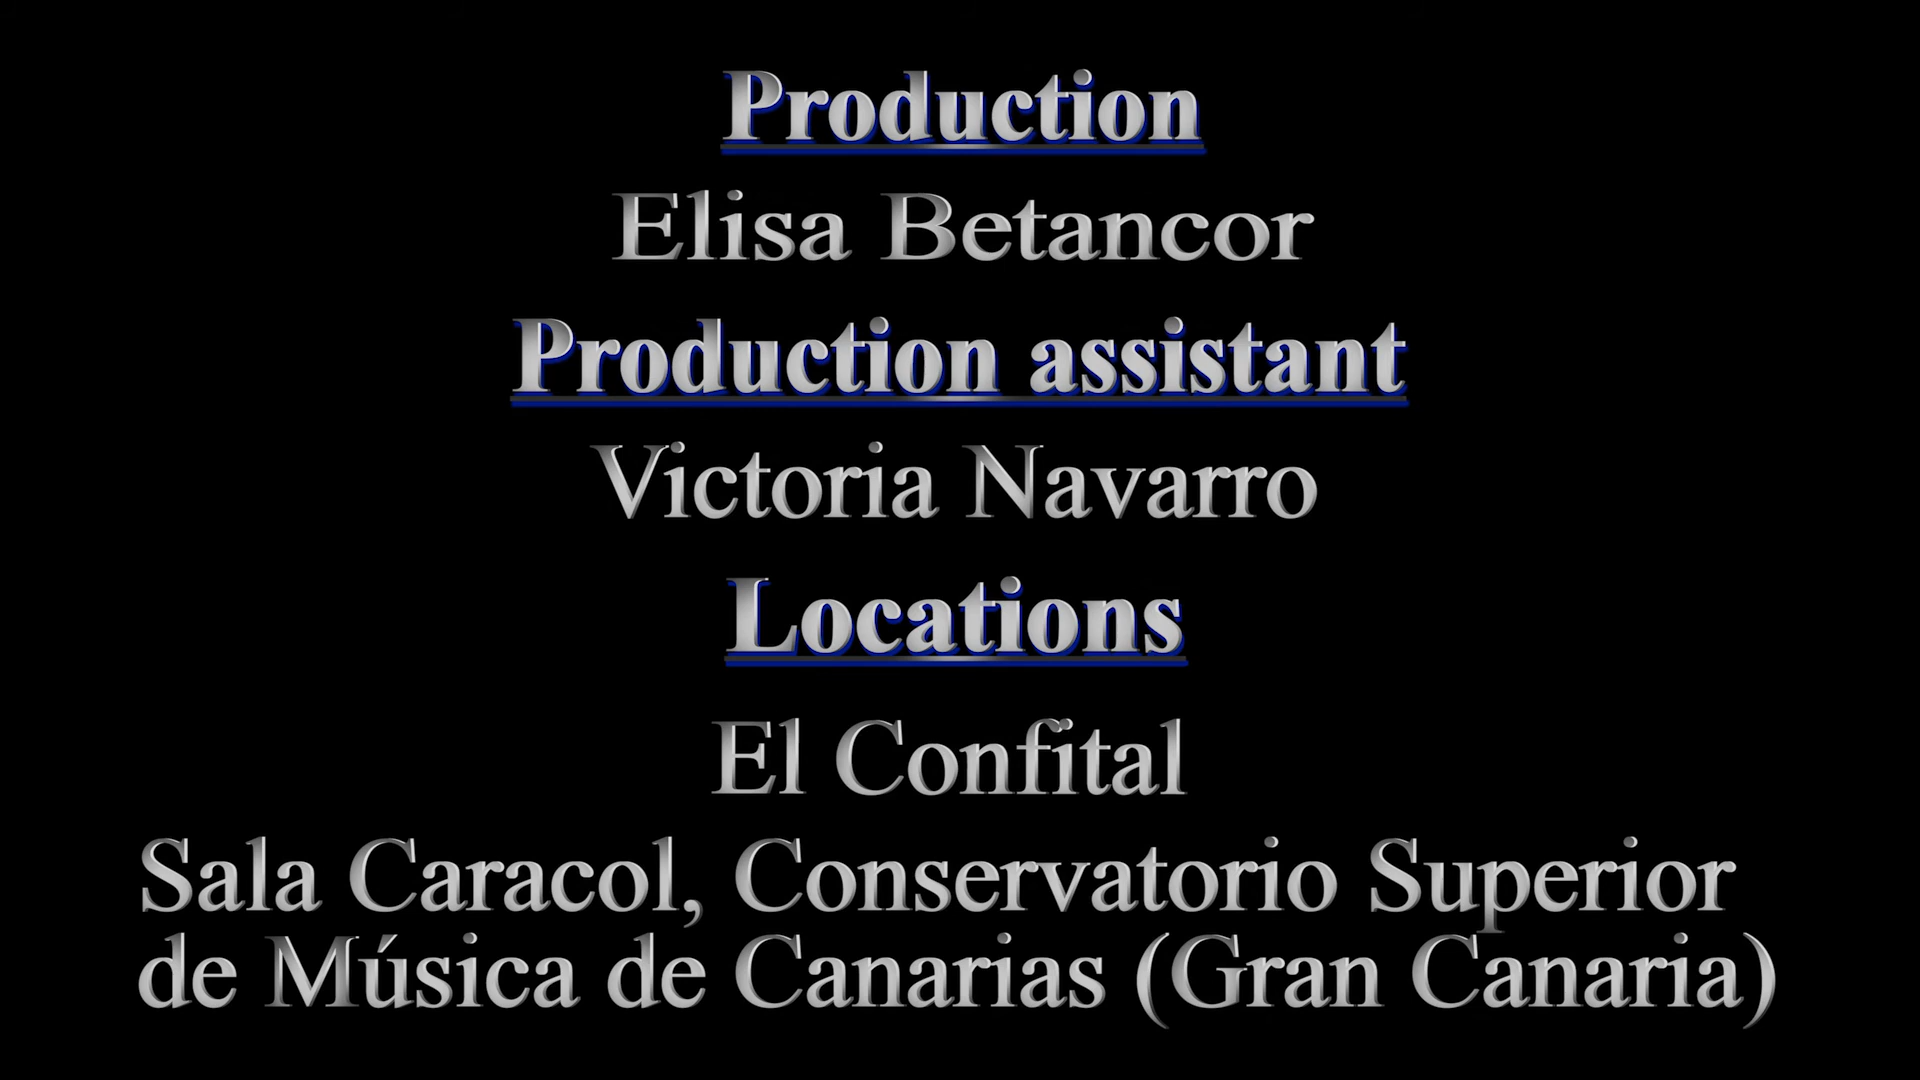 Production
Elisa Betancor
Production assistant
Victoria Navarro
Locations
El Confital
Sala Caracol, Conservatorio Superior
de Música de Canarias (Gran Canaria)